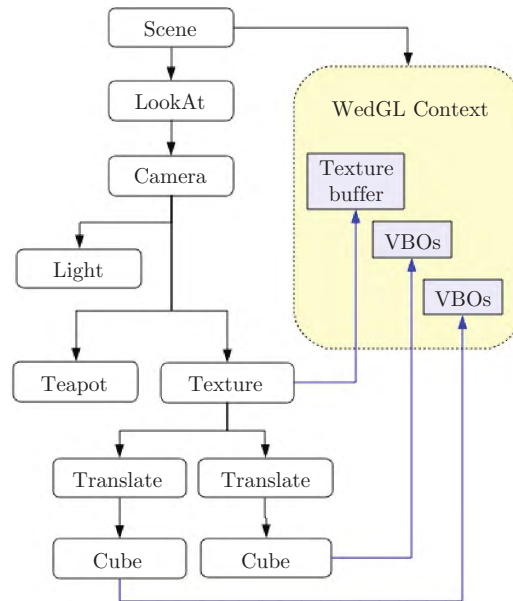 Scene
LookAt
WedGL Context
Camera
Texture
buffer
VBOs
Light
VBOs
Teapot
Texture
Translate
Translate
Cube
Cube